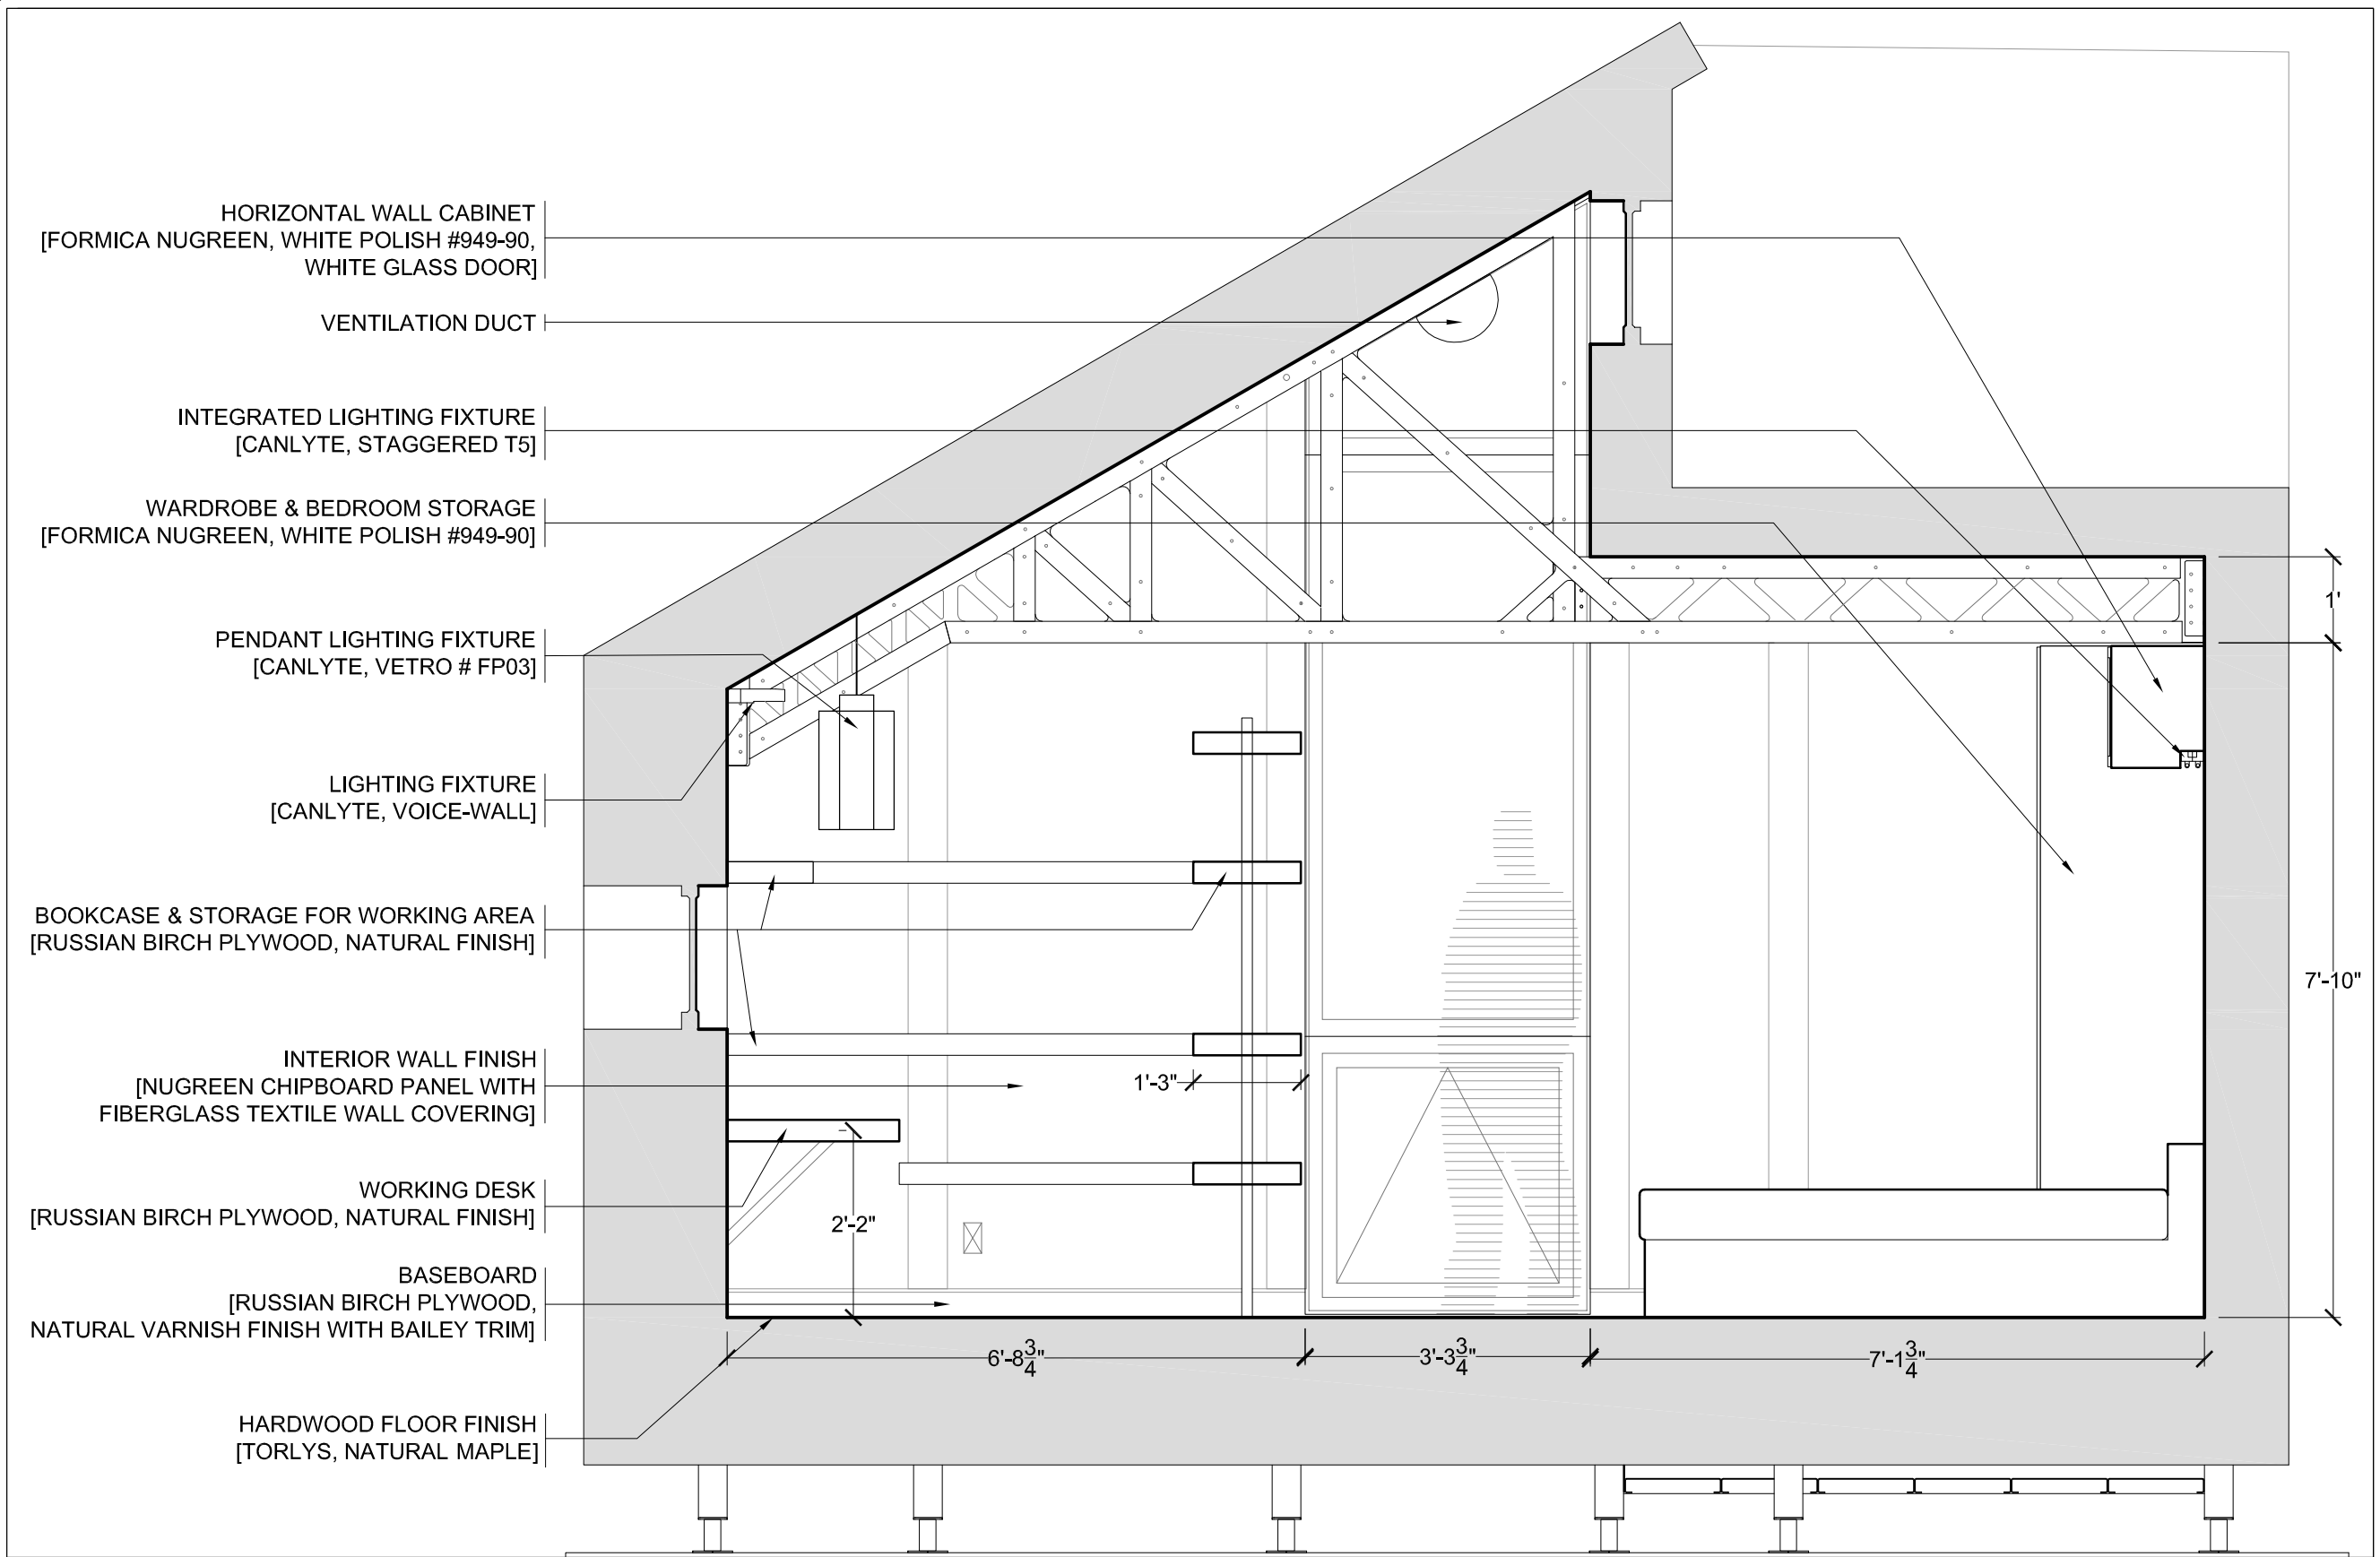 HORIZONTAL WALL CABINET
[FORMICA NUGREEN, WHITE POLISH #949-90,
WHITE GLASS DOOR]
VENTILATION DUCT
INTEGRATED LIGHTING FIXTURE
[CANLYTE, STAGGERED T5]
WARDROBE & BEDROOM STORAGE
[FORMICA NUGREEN, WHITE POLISH #949-90]
PENDANT LIGHTING FIXTURE
[CANLYTE, VETRO # FP03]
LIGHTING FIXTURE
[CANLYTE, VOICE-WALL]
BOOKCASE & STORAGE FOR WORKING AREA
[RUSSIAN BIRCH PLYWOOD, NATURAL FINISH]
INTERIOR WALL FINISH
[NUGREEN CHIPBOARD PANEL WITH
FIBERGLASS TEXTILE WALL COVERING]
WORKING DESK
[RUSSIAN BIRCH PLYWOOD, NATURAL FINISH]
BASEBOARD
[RUSSIAN BIRCH PLYWOOD,
NATURAL VARNISH FINISH WITH BAILEY TRIM]
HARDWOOD FLOOR FINISH
[TORLYS, NATURAL MAPLE]
1'
7'-10"
1'-3"
2'-2"
6'-8 3/4"
3'-3 3/4"
7'-1 3/4"